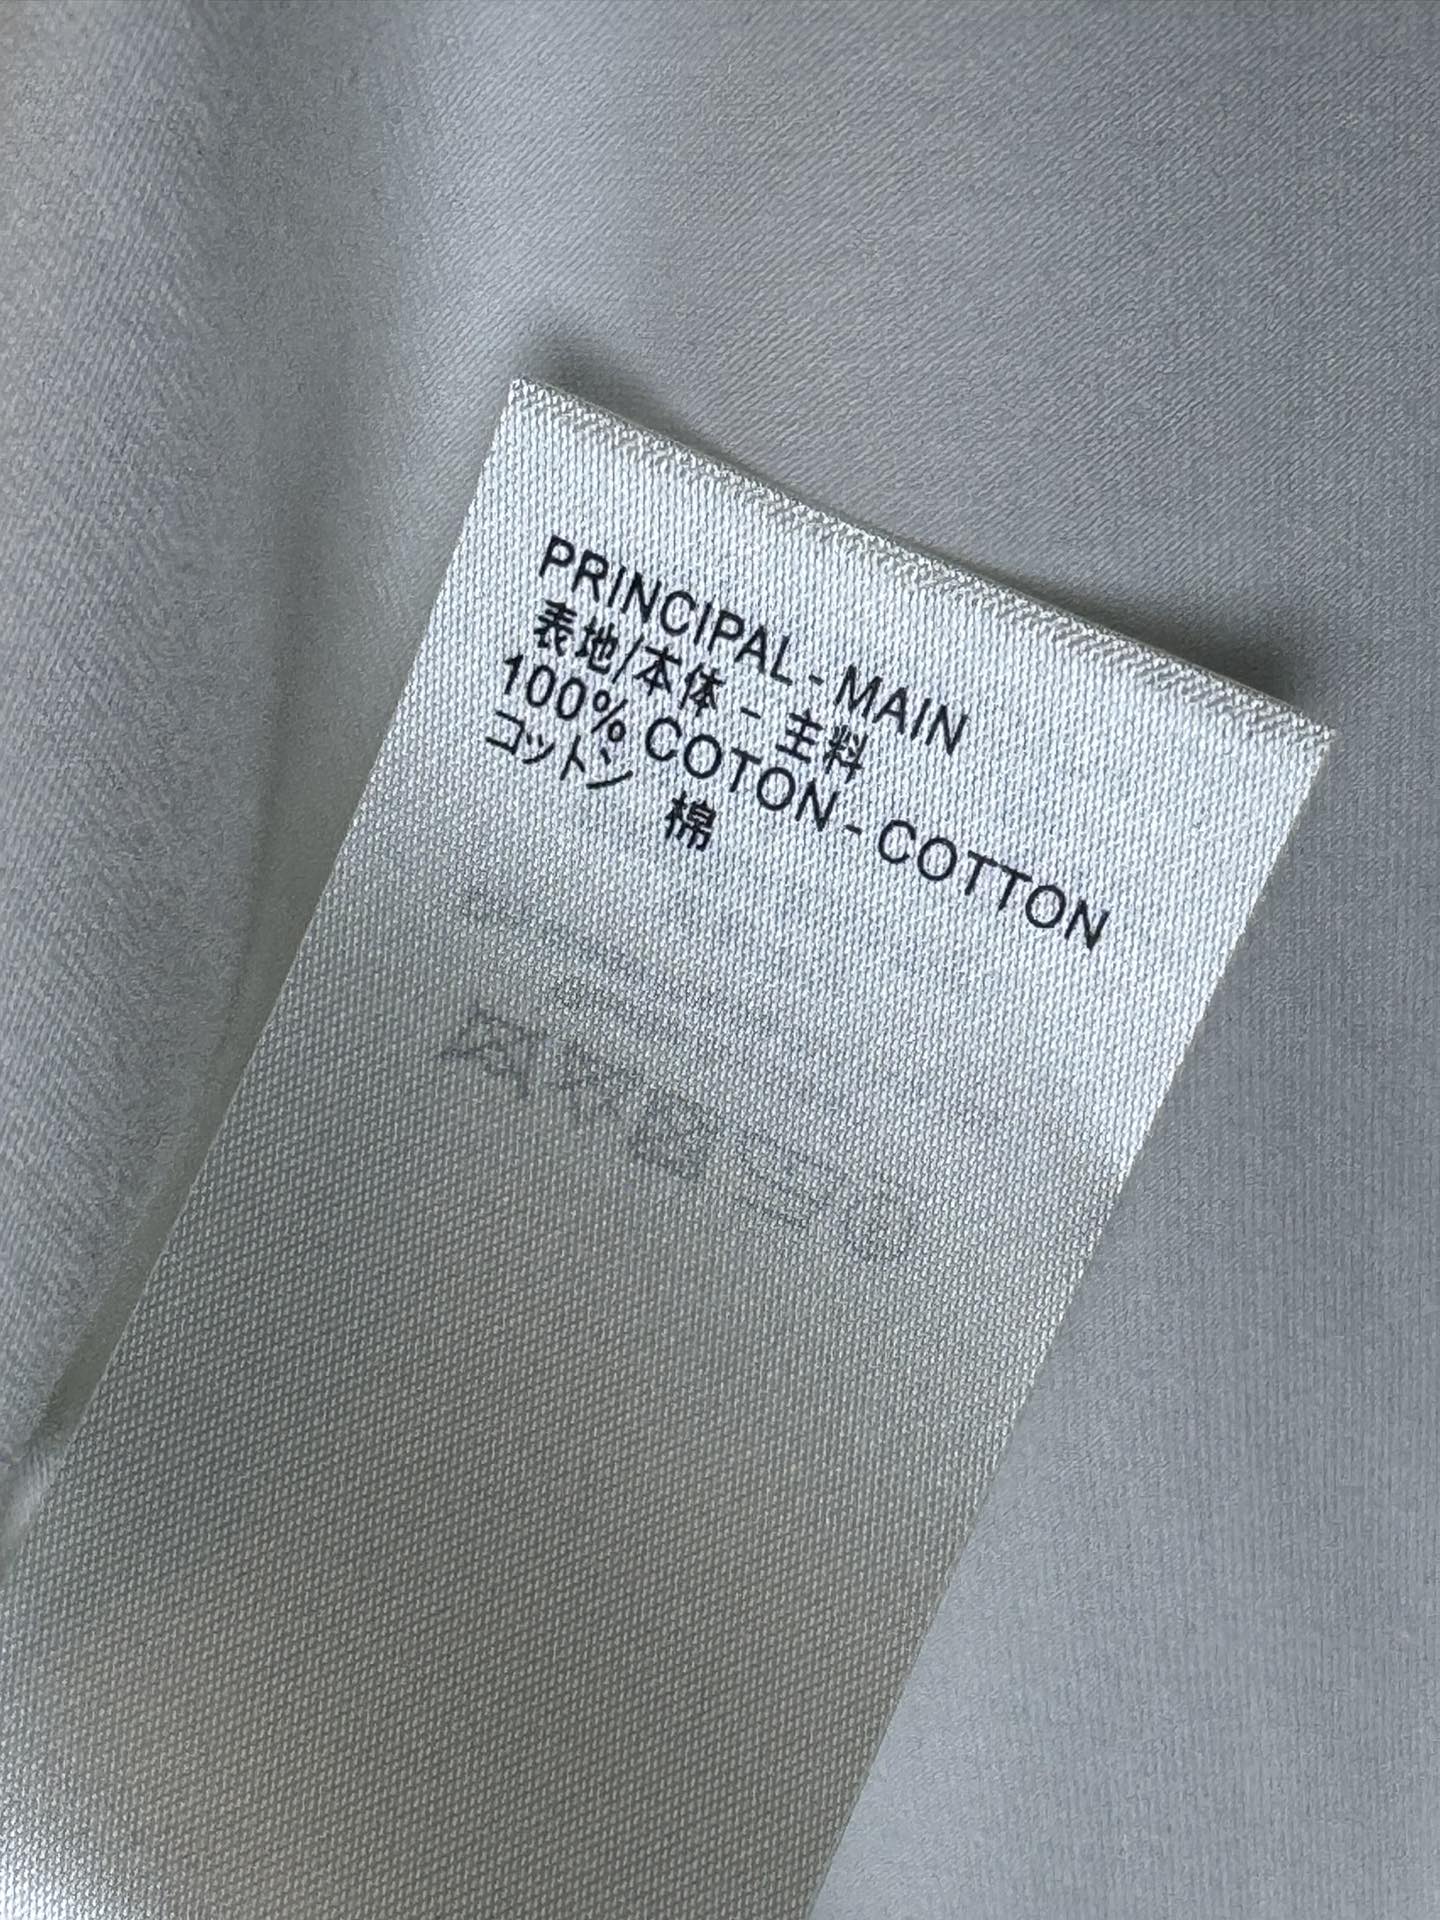 PRINCIPAL - MAIN
表地/本体 - 主料
100% COTON - COTTON
コットン 棉